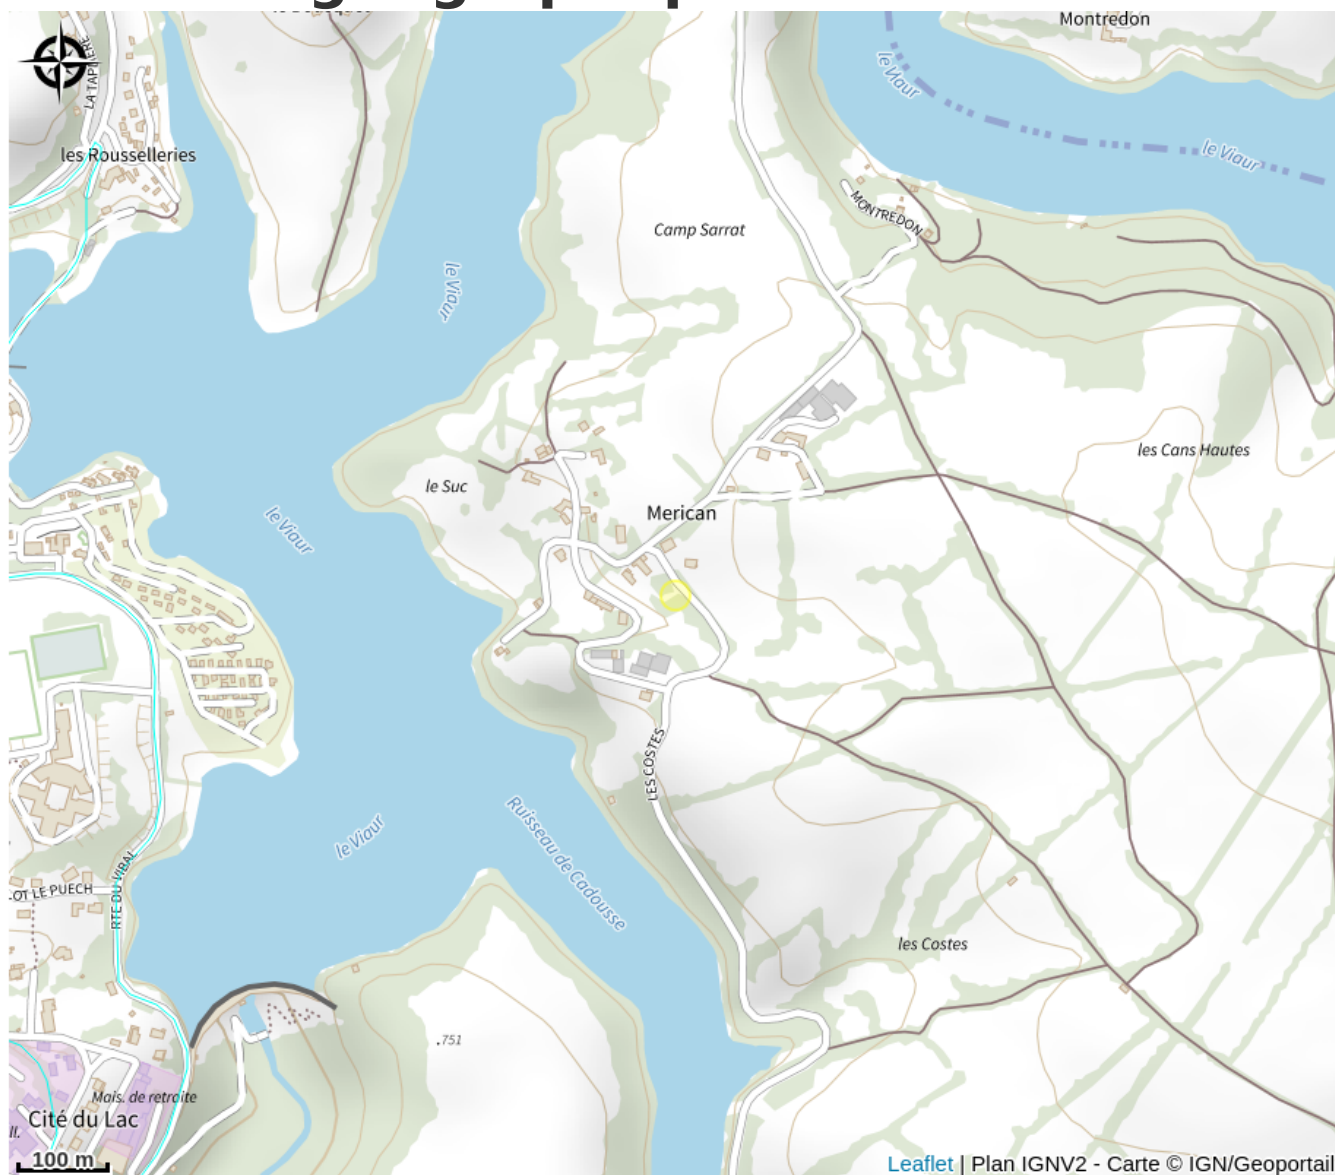 Montredon
le Viaur
LA TAPIERE
les Rousselleries
le Viaur
MONTREDON
Camp Sarrat
le Viaur
les Cans Hautes
le Suc
Merican
le Viaur
LES COSTES
Ruisseau de Cadousse
le Viaur
RTE DU VIBAL
LOT LE PUECH
les Costes
.751
Mais. de retraite
Cité du Lac
ll.
100 m
Leaflet | Plan IGNV2 - Carte © IGN/Geoportail